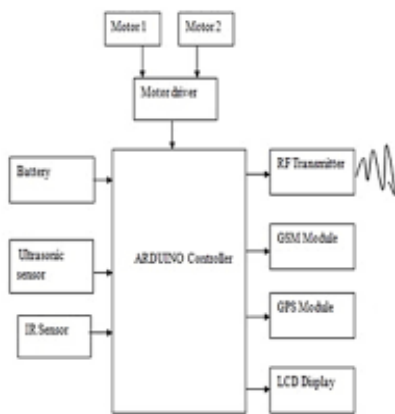 Motor 1
Motor 2
Motor driver
Battery
RF Transmitter
Ultrasonic
sensor
ARDUINO Controller
GSM Module
IR Sensor
GPS Module
LCD Display